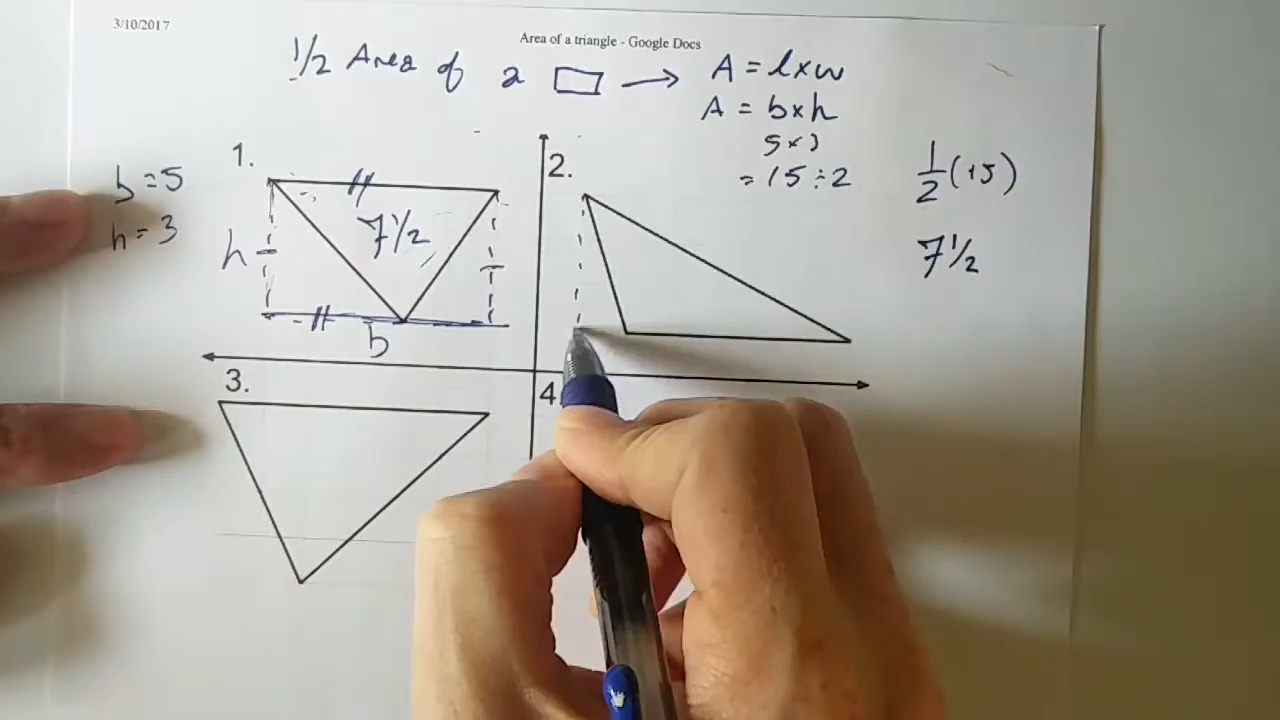 3/10/2017
Area of a triangle - Google Docs
1/2 Area of a → A = l x w
A = b x h
5 x 3
= 15 ÷ 2
1/2 (15)
7 1/2
b = 5
h = 3
1.
7 1/2
h
b
2.
3.
4.